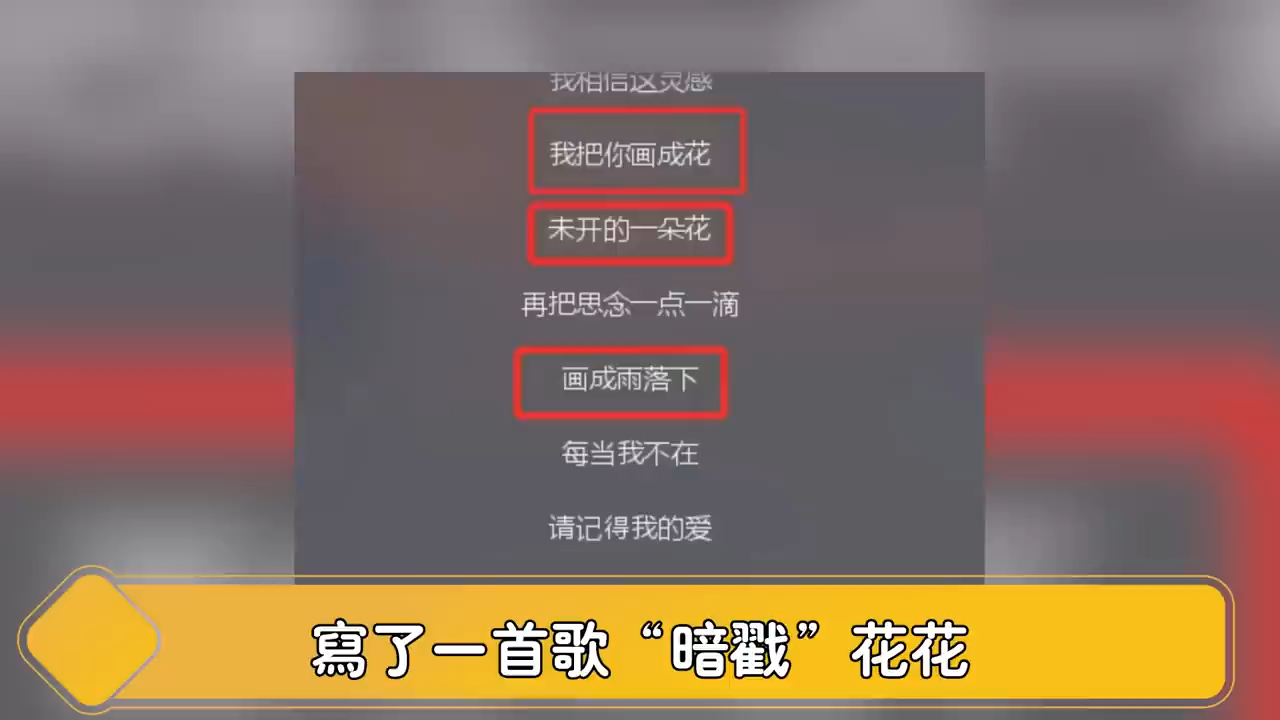 我相信这灵感
我把你画成花
未开的一朵花
再把思念一点一滴
画成雨落下
每当我不在
请记得我的爱
寫了一首歌“暗戳”花花